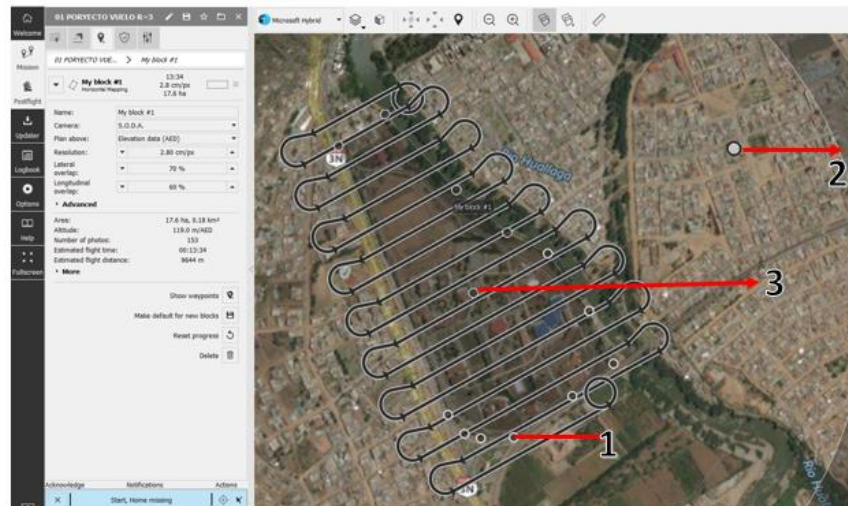 01 PORYECTO VUELO R=3
Microsoft Hybrid
Welcome
Mission
Postflight
Updater
Logbook
Options
Help
Fullscreen
01 PORYECTO VUE... > My block #1
My block #1
Horizontal Mapping
13:34
2.8 cm/px
17.6 ha
Name: My block #1
Camera: S.O.D.A.
Plan above: Elevation data (AED)
Resolution: 2.80 cm/px
Lateral overlap: 70 %
Longitudinal overlap: 60 %
Advanced
Area: 17.6 ha, 0.18 km²
Altitude: 119.0 m/AED
Number of photos: 153
Estimated flight time: 00:13:34
Estimated flight distance: 9644 m
More
Show waypoints
Make default for new blocks
Reset progress
Delete
Acknowledge Notifications Actions
Start, Home missing
3N
Río Huallaga
My block #1
2
3
1
3N
Río Hualla